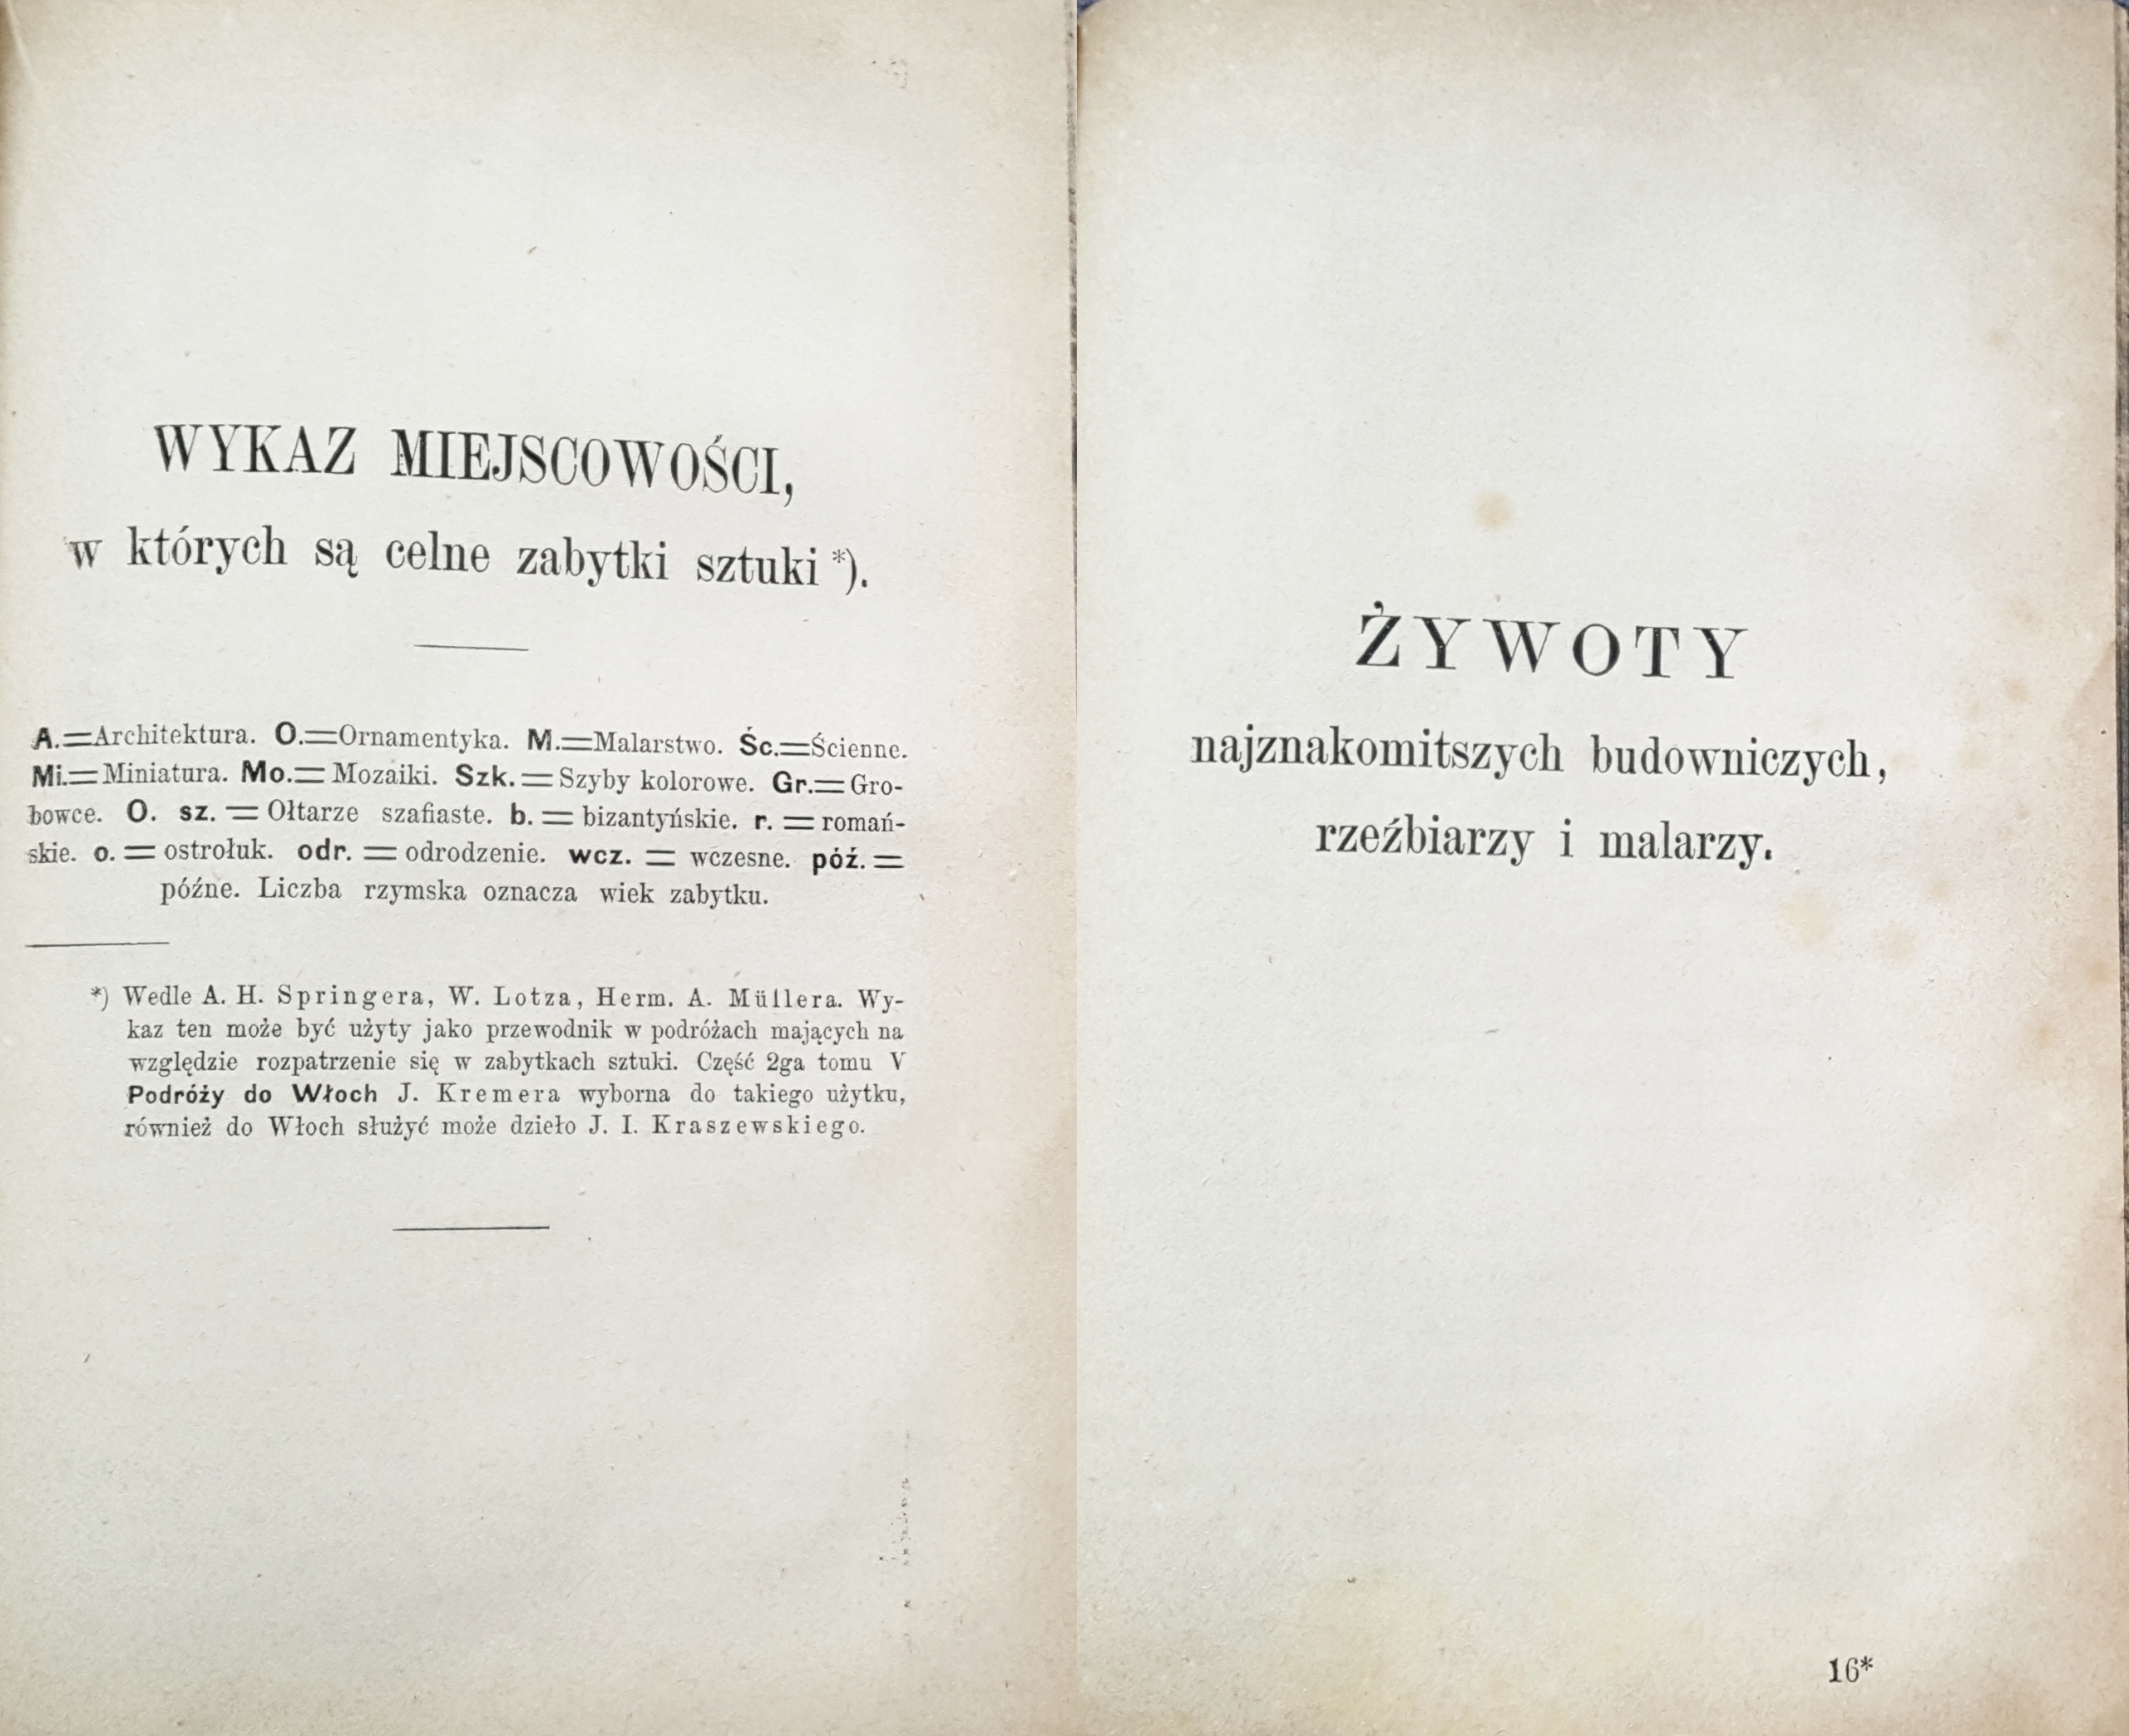 WYKAZ MIEJSCOWOŚCI,
w których są celne zabytki sztuki *).
A.=Architektura. O.=Ornamentyka. M.=Malarstwo. Śc.=Ścienne.
Mi.=Miniatura. Mo.=Mozaiki. Szk.=Szyby kolorowe. Gr.=Gro-
bowce. O. sz. = Ołtarze szafiaste. b. = bizantyńskie. r. = romań-
skie. o. = ostrołuk. odr. = odrodzenie. wcz. = wczesne. póź. =
późne. Liczba rzymska oznacza wiek zabytku.
*) Wedle A. H. Springera, W. Lotza, Herm. A. Müllera. Wy-
kaz ten może być użyty jako przewodnik w podróżach mających na
względzie rozpatrzenie się w zabytkach sztuki. Część 2ga tomu V
Podróży do Włoch J. Kremera wyborna do takiego użytku,
również do Włoch służyć może dzieło J. I. Kraszewskiego.
ŻYWOTY
najznakomitszych budowniczych,
rzeźbiarzy i malarzy.
16*